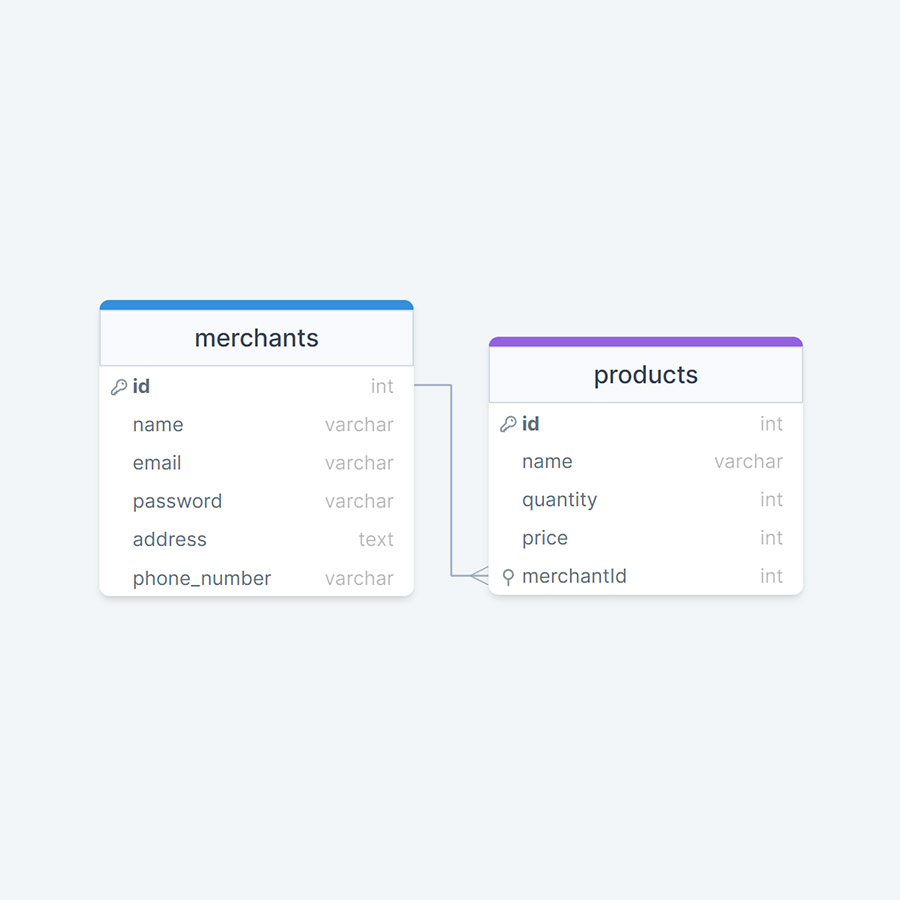 merchants
id int
name varchar
email varchar
password varchar
address text
phone_number varchar
products
id int
name varchar
quantity int
price int
merchantId int